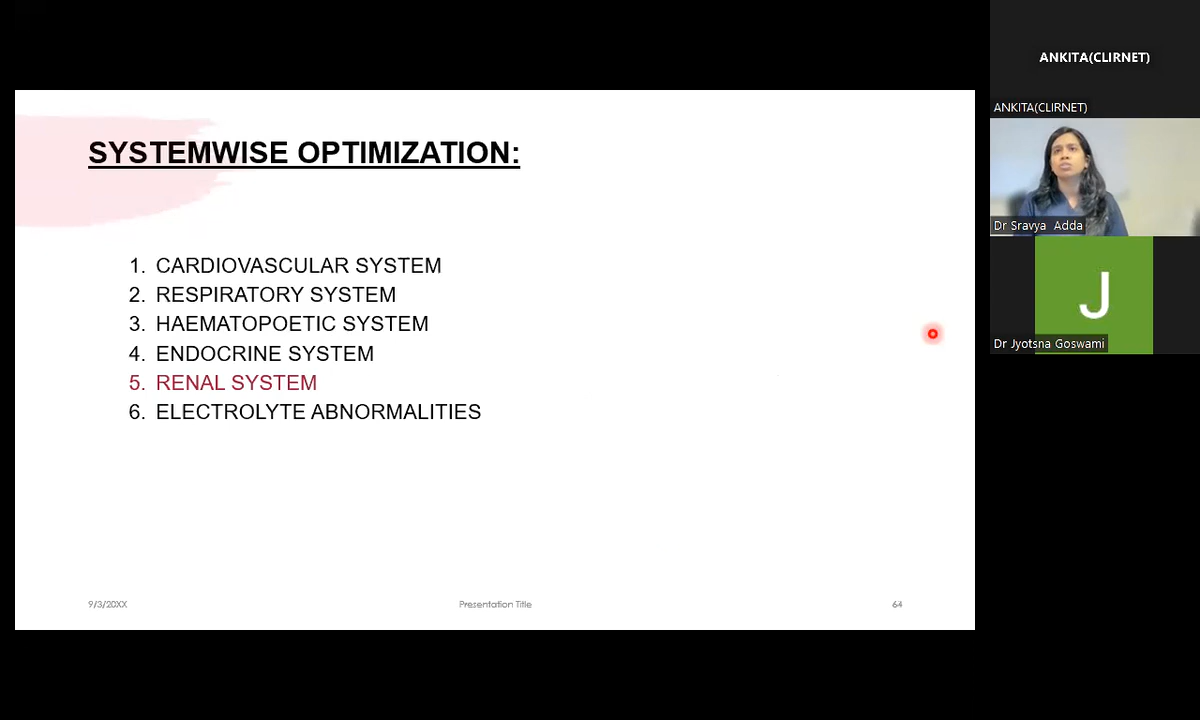 SYSTEMWISE OPTIMIZATION:
1. CARDIOVASCULAR SYSTEM
2. RESPIRATORY SYSTEM
3. HAEMATOPOETIC SYSTEM
4. ENDOCRINE SYSTEM
5. RENAL SYSTEM
6. ELECTROLYTE ABNORMALITIES
9/3/20XX
Presentation Title
64
ANKITA(CLIRNET)
ANKITA(CLIRNET)
Dr Sravya Adda
J
Dr Jyotsna Goswami